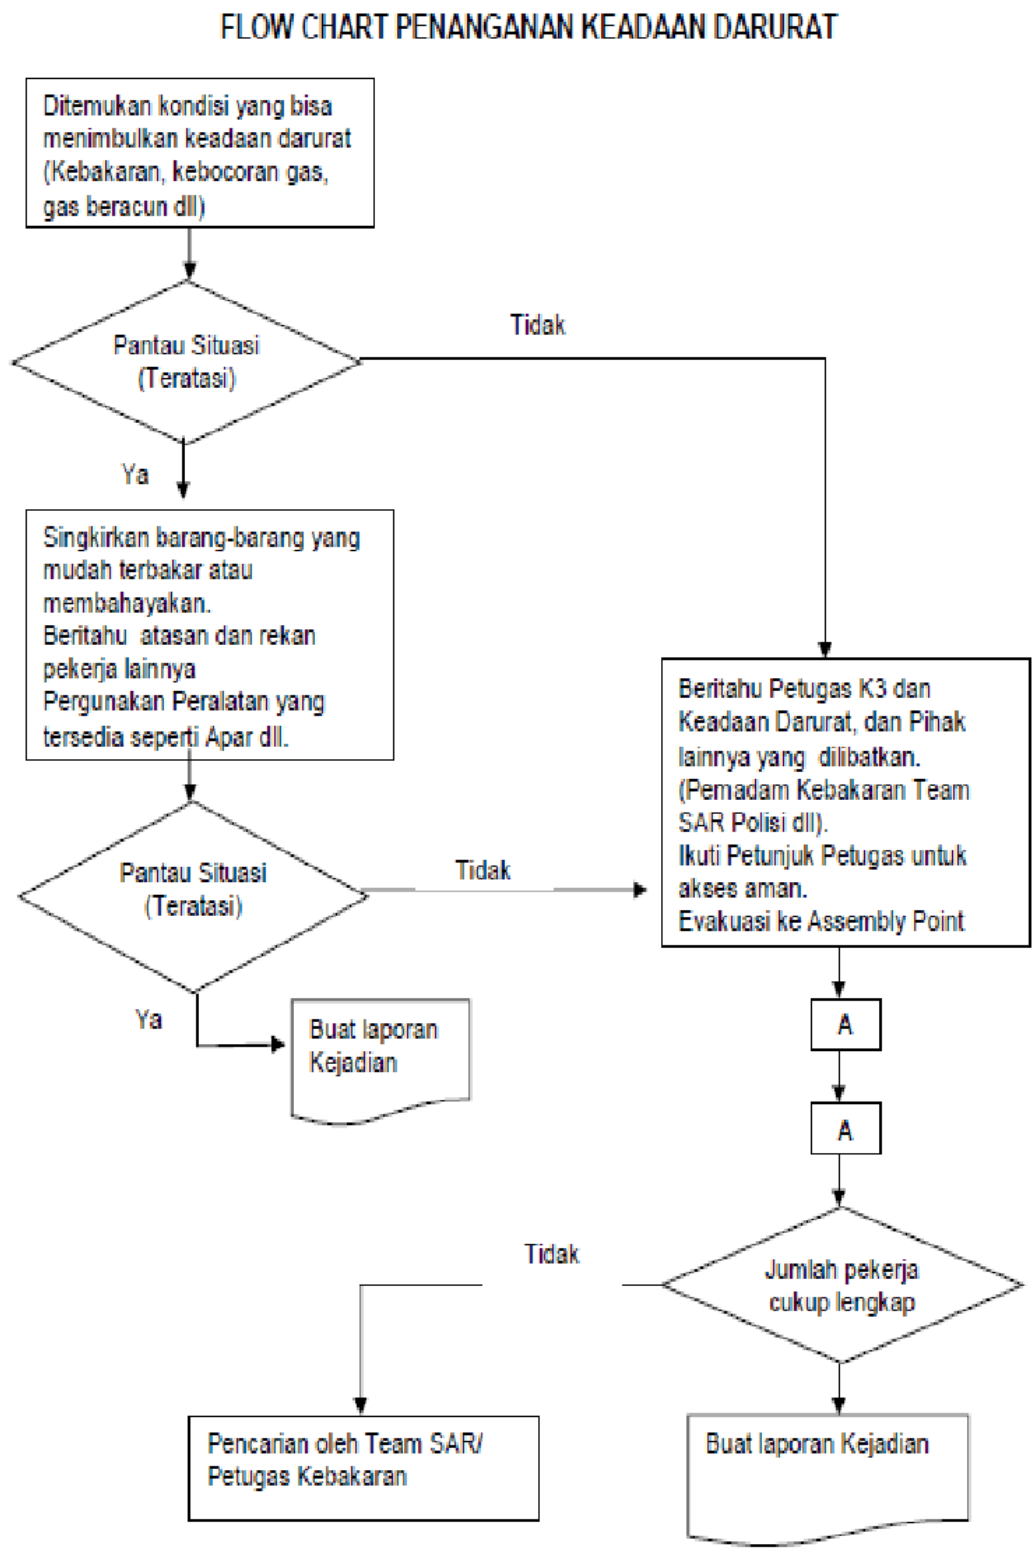 FLOW CHART PENANGANAN KEADAAN DARURAT
Ditemukan kondisi yang bisa
menimbulkan keadaan darurat
(Kebakaran, kebocoran gas,
gas beracun dll)
Pantau Situasi
(Teratasi)
Tidak
Ya
Singkirkan barang-barang yang
mudah terbakar atau
membahayakan.
Beritahu atasan dan rekan
pekerja lainnya
Pergunakan Peralatan yang
tersedia seperti Apar dll.
Beritahu Petugas K3 dan
Keadaan Darurat, dan Pihak
lainnya yang dilibatkan.
(Pemadam Kebakaran Team
SAR Polisi dll).
Ikuti Petunjuk Petugas untuk
akses aman.
Evakuasi ke Assembly Point
Pantau Situasi
(Teratasi)
Tidak
Ya
Buat laporan
Kejadian
A
A
Jumlah pekerja
cukup lengkap
Tidak
Pencarian oleh Team SAR/
Petugas Kebakaran
Buat laporan Kejadian